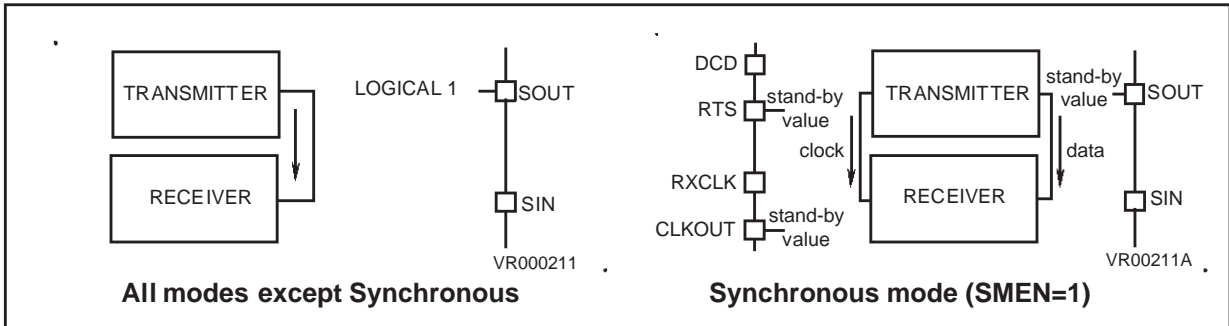 TRANSMITTER
RECEIVER
LOGICAL 1
SOUT
SIN
VR000211
All modes except Synchronous
DCD
RTS
stand-by
value
clock
RXCLK
CLKOUT
stand-by
value
TRANSMITTER
RECEIVER
data
stand-by
value
SOUT
SIN
VR00211A
Synchronous mode (SMEN=1)